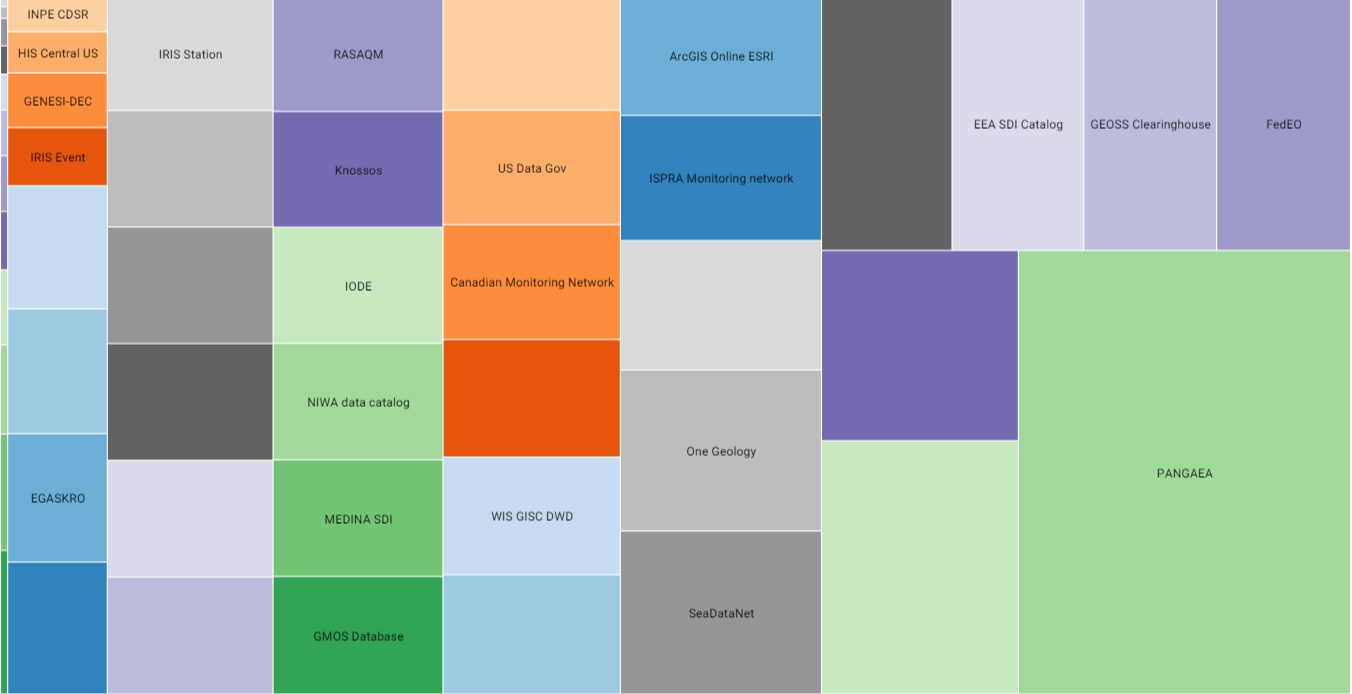 INPE CDSR
HIS Central US
GENESI-DEC
IRIS Event
EGASKRO
IRIS Station
RASAQM
Knossos
IODE
NIWA data catalog
MEDINA SDI
GMOS Database
US Data Gov
Canadian Monitoring Network
WIS GISC DWD
ArcGIS Online ESRI
ISPRA Monitoring network
One Geology
SeaDataNet
EEA SDI Catalog
GEOSS Clearinghouse
FedEO
PANGAEA